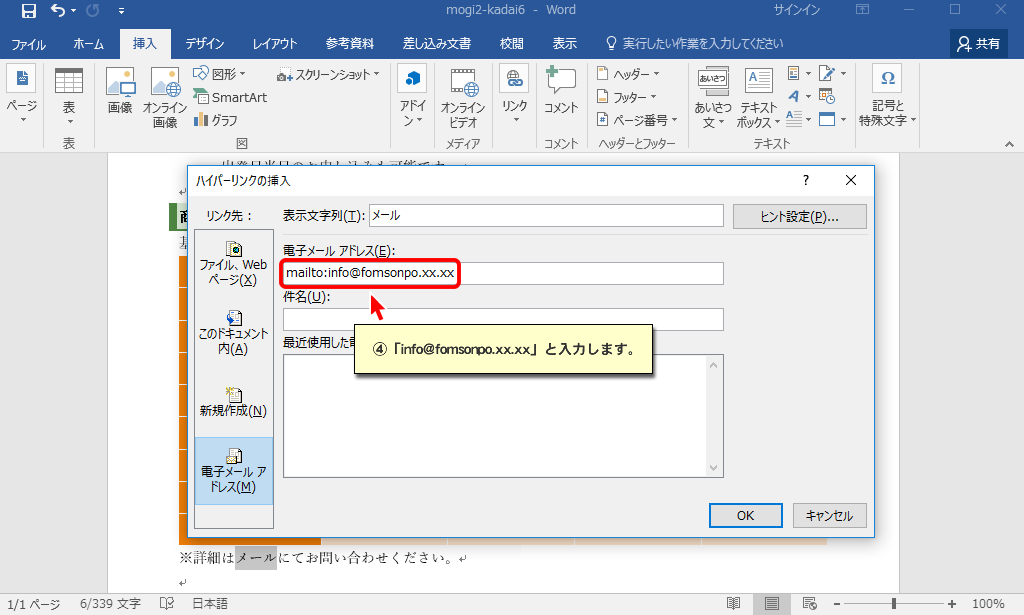 mogi2-kadai6 - Word
サインイン
ファイル ホーム 挿入 デザイン レイアウト 参考資料 差し込み文書 校閲 表示 実行したい作業を入力してください 共有
ページ
表
画像
オンライン
画像
図形
SmartArt
グラフ
スクリーンショット
アドイ
ン
オンライン
ビデオ
リンク
コメント
ヘッダー
フッター
ページ番号
あいさつ
あいさつ
文
テキスト
ボックス
記号と
特殊文字
表 図 メディア コメント ヘッダーとフッター テキスト
ハイパーリンクの挿入
リンク先：
ファイル、Web
ページ(X)
このドキュメント
内(A)
新規作成(N)
電子メール ア
ドレス(M)
表示文字列(T): メール
ヒント設定(P)...
電子メール アドレス(E):
mailto:info@fomsonpo.xx.xx
件名(U):
最近使用した
④「info@fomsonpo.xx.xx」と入力します。
OK キャンセル
※詳細はメールにてお問い合わせください。
1/1 ページ 6/339 文字 日本語 100%